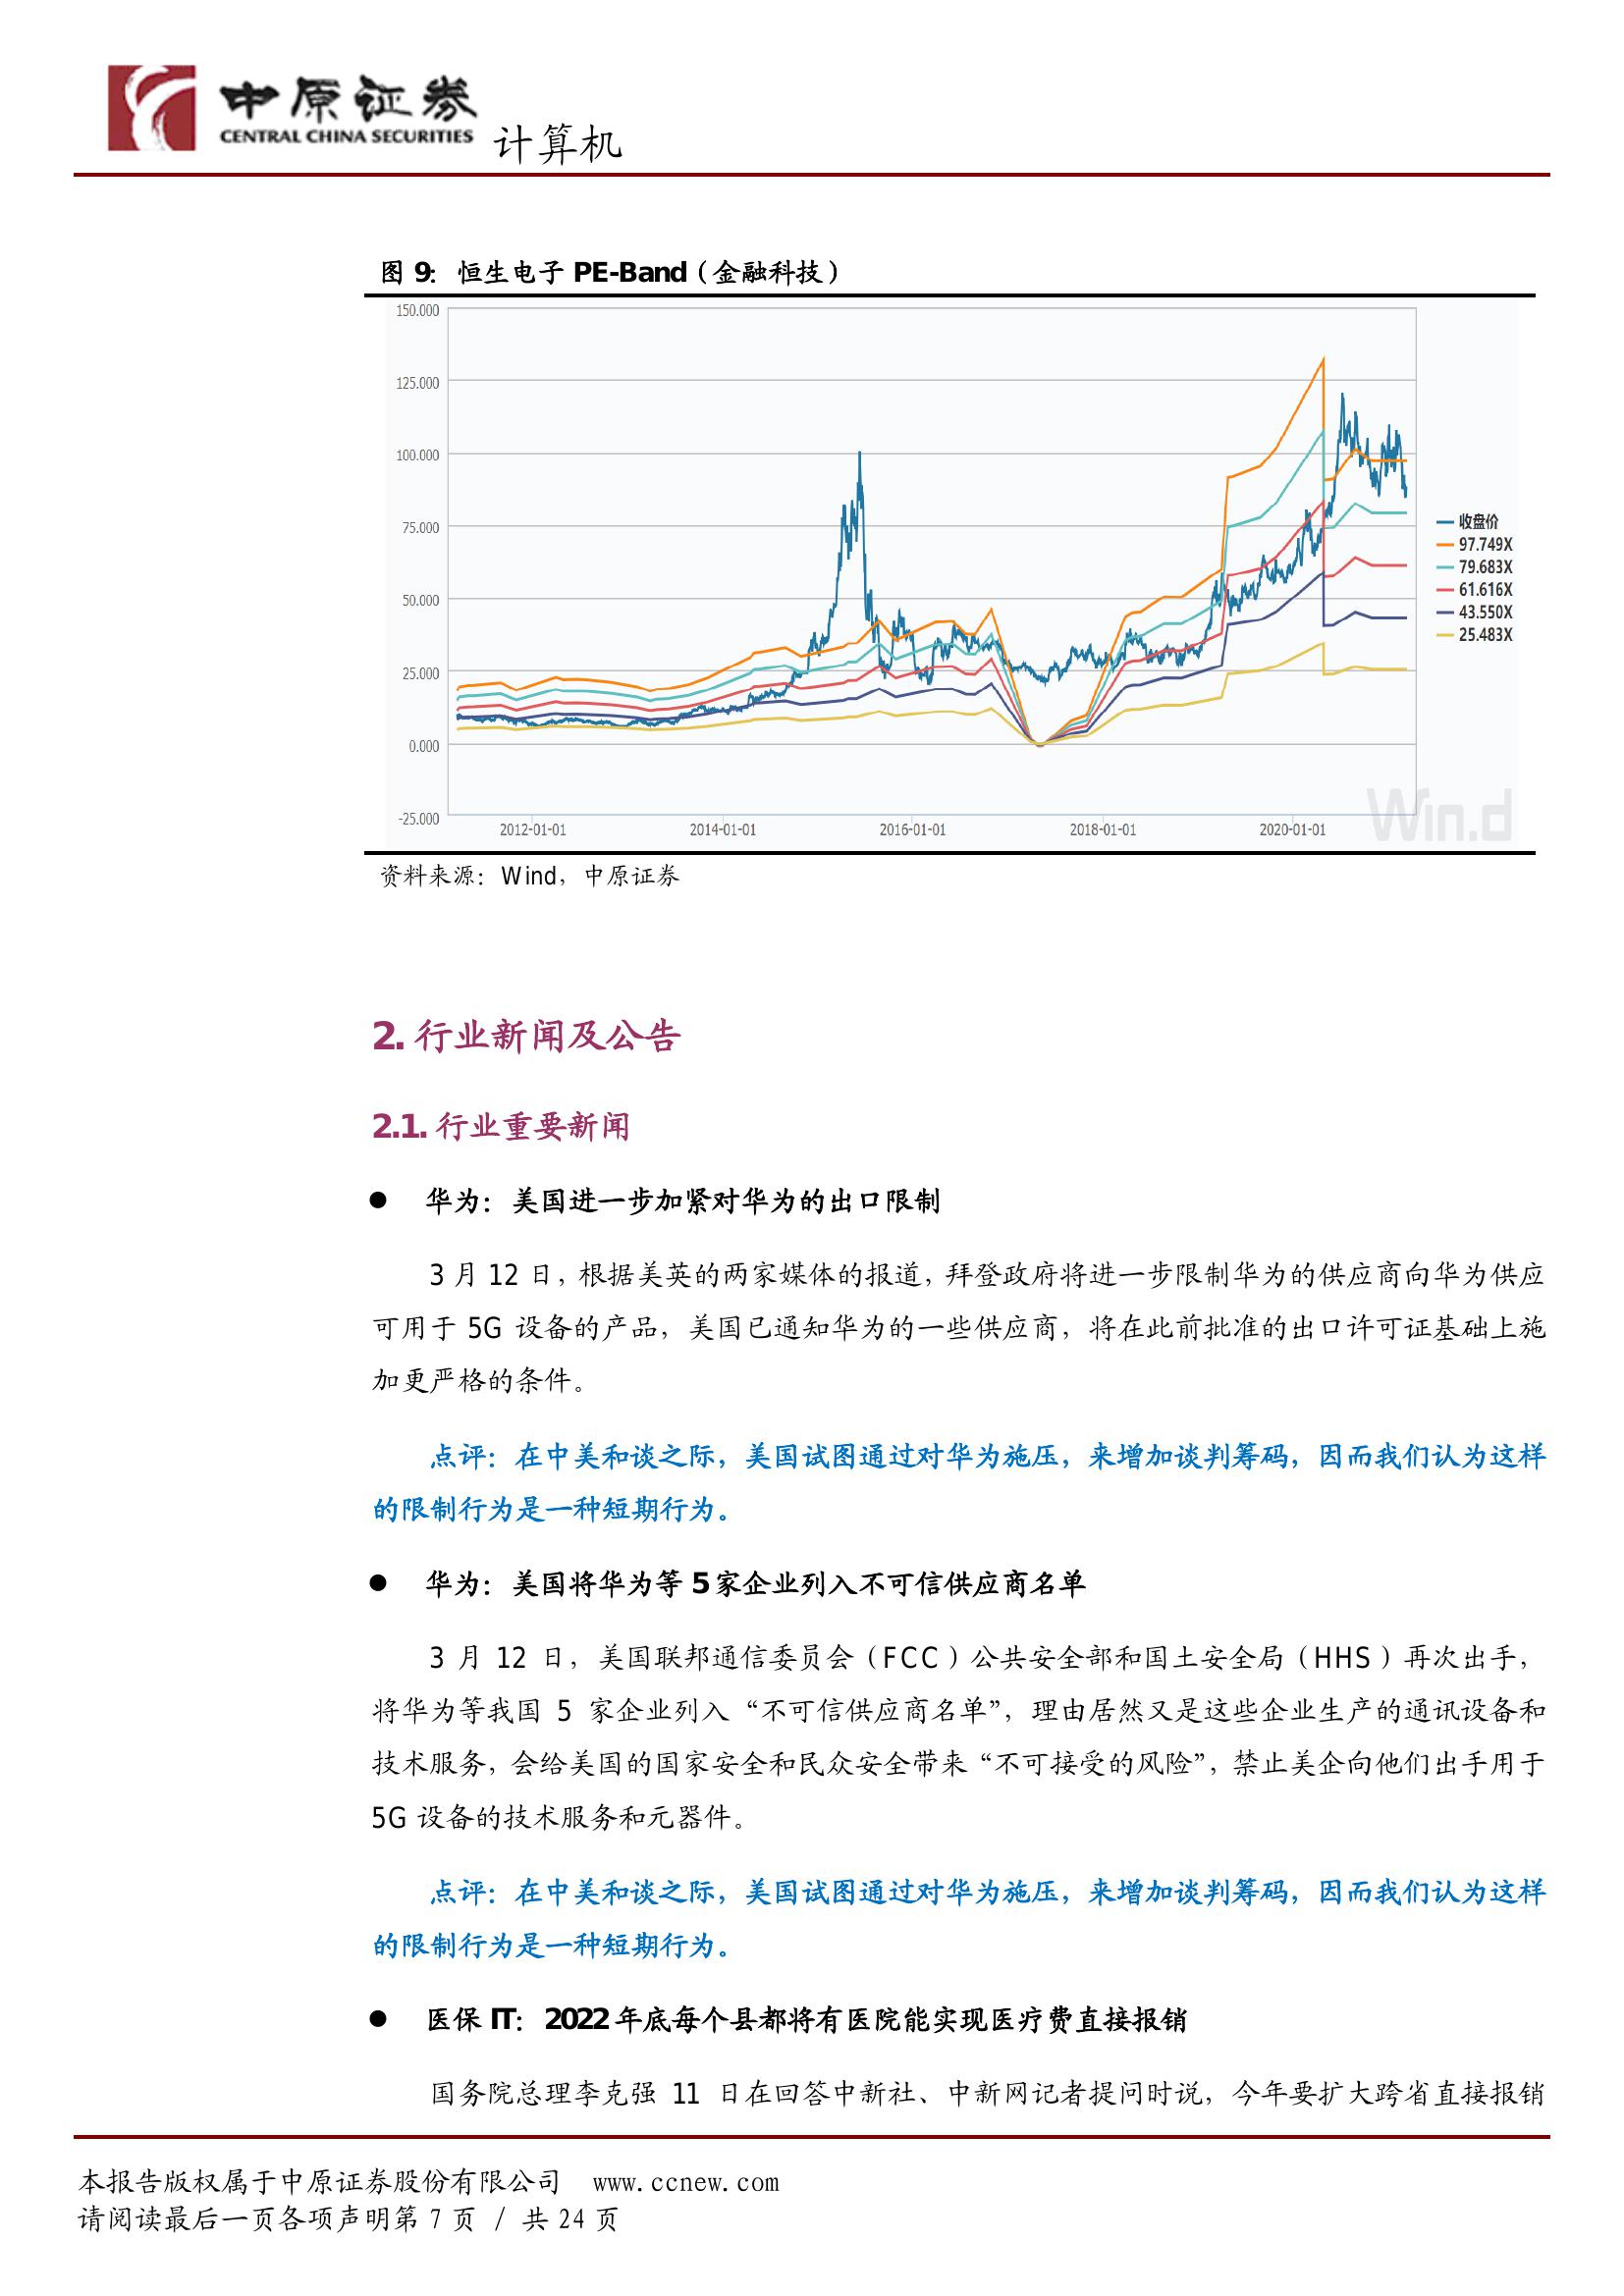 中原证券
CENTRAL CHINA SECURITIES
计算机
图 9：恒生电子 PE-Band（金融科技）
150.000
125.000
100.000
75.000
50.000
25.000
0.000
-25.000
2012-01-01 2014-01-01 2016-01-01 2018-01-01 2020-01-01
收盘价
97.749X
79.683X
61.616X
43.550X
25.483X
Win.d
资料来源：Wind，中原证券
2. 行业新闻及公告
2.1. 行业重要新闻
● 华为：美国进一步加紧对华为的出口限制
3 月 12 日，根据美英的两家媒体的报道，拜登政府将进一步限制华为的供应商向华为供应
可用于 5G 设备的产品，美国已通知华为的一些供应商，将在此前批准的出口许可证基础上施
加更严格的条件。
点评：在中美和谈之际，美国试图通过对华为施压，来增加谈判筹码，因而我们认为这样
的限制行为是一种短期行为。
● 华为：美国将华为等 5 家企业列入不可信供应商名单
3 月 12 日，美国联邦通信委员会（FCC）公共安全部和国土安全局（HHS）再次出手，
将华为等我国 5 家企业列入“不可信供应商名单”，理由居然又是这些企业生产的通讯设备和
技术服务，会给美国的国家安全和民众安全带来“不可接受的风险”，禁止美企向他们出手用于
5G 设备的技术服务和元器件。
点评：在中美和谈之际，美国试图通过对华为施压，来增加谈判筹码，因而我们认为这样
的限制行为是一种短期行为。
● 医保 IT：2022 年底每个县都将有医院能实现医疗费直接报销
国务院总理李克强 11 日在回答中新社、中新网记者提问时说，今年要扩大跨省直接报销
本报告版权属于中原证券股份有限公司 www.ccnew.com
请阅读最后一页各项声明第 7 页 / 共 24 页